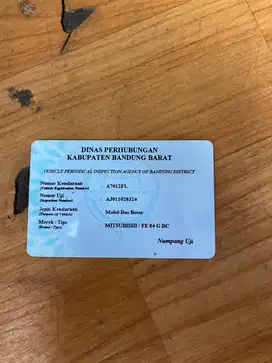 DINAS PERHUBUNGAN
KABUPATEN BANDUNG BARAT
VEHICLE PERIODICAL INSPECTION AGENCY OF BANDUNG DISTRICT
Nomor Kendaraan : A7012FL
(Vehicle Registration Number)
Nomor Uji : AJ011028324
(Inspection Number)
Jenis Kendaraan : Mobil Bus Besar
(Purpose Of Vehicle)
Merek / Tipe : MITSUBISHI / FE 84 G BC
(Brand / Type)
Numpang Uji